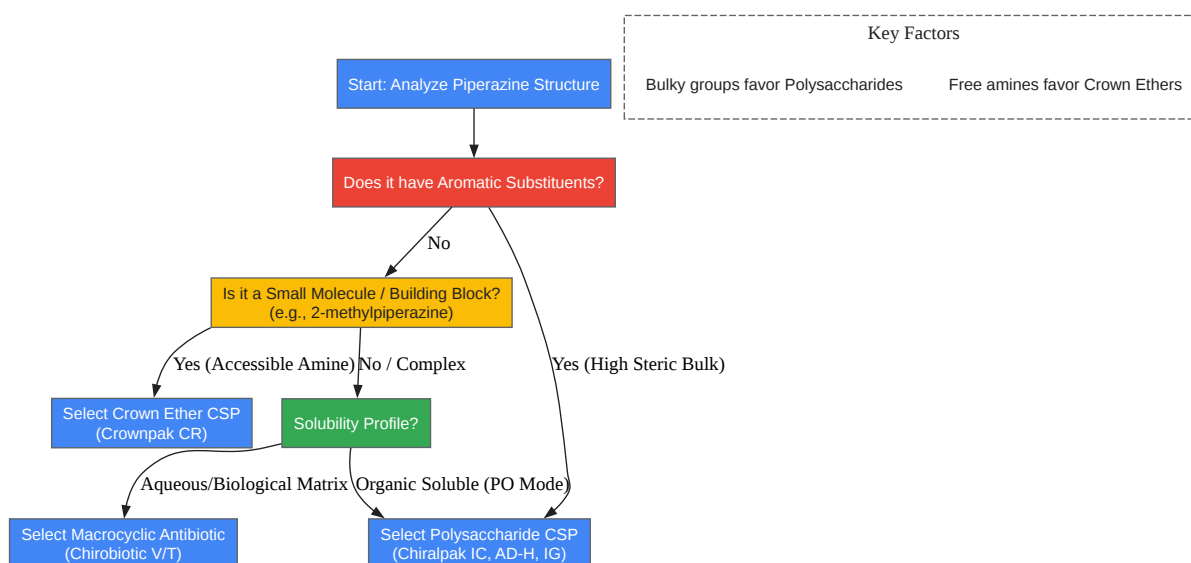 Key Factors
Start: Analyze Piperazine Structure
Bulky groups favor Polysaccharides
Free amines favor Crown Ethers
Does it have Aromatic Substituents?
No
Is it a Small Molecule / Building Block?
(e.g., 2-methylpiperazine)
Yes (Accessible Amine)
No / Complex
Yes (High Steric Bulk)
Select Crown Ether CSP
(Crownpak CR)
Solubility Profile?
Aqueous/Biological Matrix
Organic Soluble (PO Mode)
Select Macrocyclic Antibiotic
(Chirobiotic V/T)
Select Polysaccharide CSP
(Chiralpak IC, AD-H, IG)